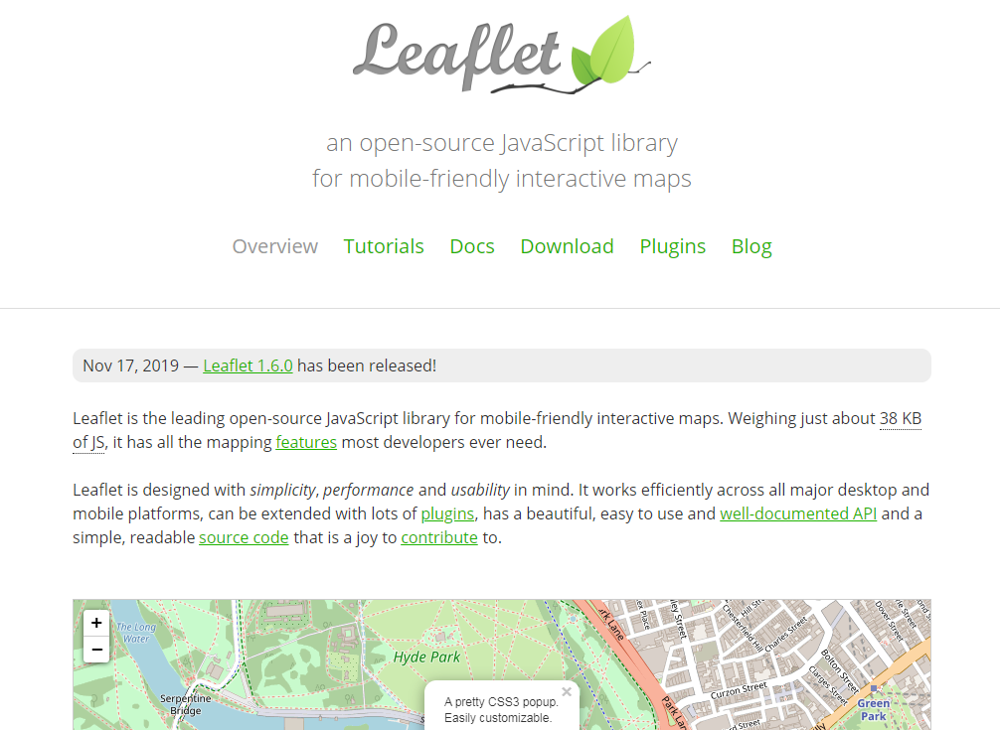 Leaflet
an open-source JavaScript library
for mobile-friendly interactive maps
Overview Tutorials Docs Download Plugins Blog
Nov 17, 2019 — Leaflet 1.6.0 has been released!
Leaflet is the leading open-source JavaScript library for mobile-friendly interactive maps. Weighing just about 38 KB
of JS, it has all the mapping features most developers ever need.
Leaflet is designed with simplicity, performance and usability in mind. It works efficiently across all major desktop and
mobile platforms, can be extended with lots of plugins, has a beautiful, easy to use and well-documented API and a
simple, readable source code that is a joy to contribute to.
+
−
The Long
Water
Hyde Park
Serpentine
Bridge
A pretty CSS3 popup.
Easily customizable.
×
Park Lane
Park Lane
Chesterfield Hill
Hill Street
Charles Street
Curzon Street
Bolton Street
Clarges Street
Dover Street
Green
Park